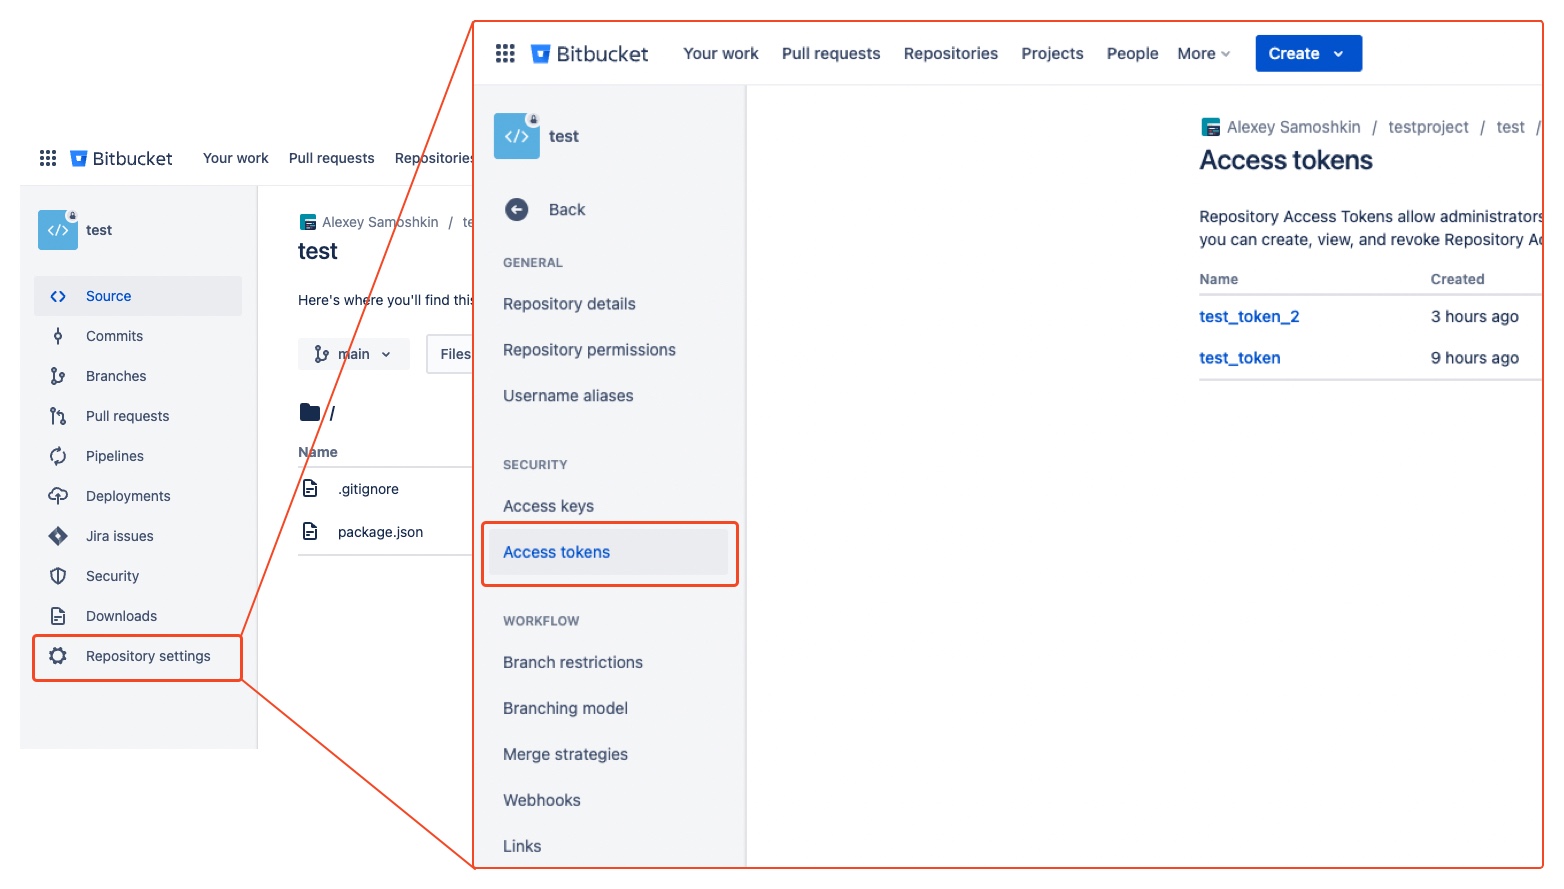 Bitbucket Your work Pull requests Repositories
test
Source
Commits
Branches
Pull requests
Pipelines
Deployments
Jira issues
Security
Downloads
Repository settings
Alexey Samoshkin / te
test
Here's where you'll find this
main Files
/
Name
.gitignore
package.json
Bitbucket Your work Pull requests Repositories Projects People More Create
</> test
Back
GENERAL
Repository details
Repository permissions
Username aliases
SECURITY
Access keys
Access tokens
WORKFLOW
Branch restrictions
Branching model
Merge strategies
Webhooks
Links
Alexey Samoshkin / testproject / test /
Access tokens
Repository Access Tokens allow administrators
you can create, view, and revoke Repository Ac
Name Created
test_token_2 3 hours ago
test_token 9 hours ago